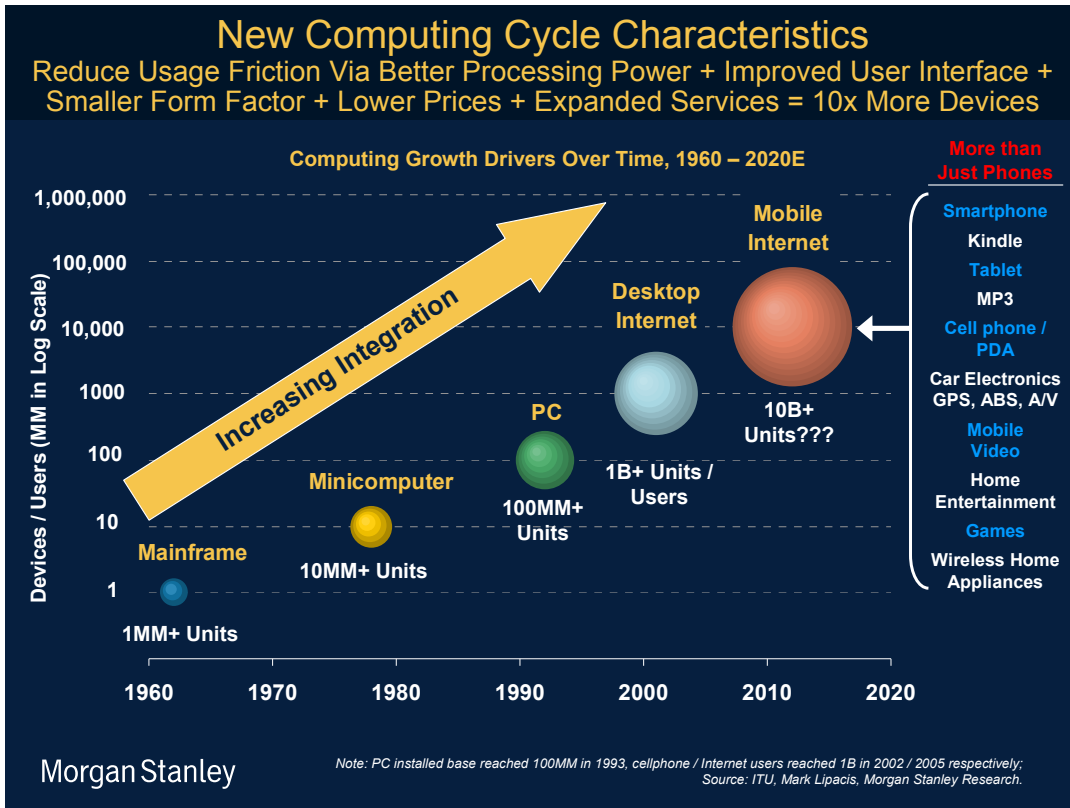 New Computing Cycle Characteristics
Reduce Usage Friction Via Better Processing Power + Improved User Interface +
Smaller Form Factor + Lower Prices + Expanded Services = 10x More Devices
Computing Growth Drivers Over Time, 1960 – 2020E
More than
Just Phones
Devices / Users (MM in Log Scale)
1,000,000
100,000
10,000
1000
100
10
1
Increasing Integration
Mainframe
1MM+ Units
Minicomputer
10MM+ Units
PC
100MM+
Units
Desktop
Internet
1B+ Units /
Users
Mobile
Internet
10B+
Units???
Smartphone
Kindle
Tablet
MP3
Cell phone /
PDA
Car Electronics
GPS, ABS, A/V
Mobile
Video
Home
Entertainment
Games
Wireless Home
Appliances
1960 1970 1980 1990 2000 2010 2020
Morgan Stanley
Note: PC installed base reached 100MM in 1993, cellphone / Internet users reached 1B in 2002 / 2005 respectively;
Source: ITU, Mark Lipacis, Morgan Stanley Research.